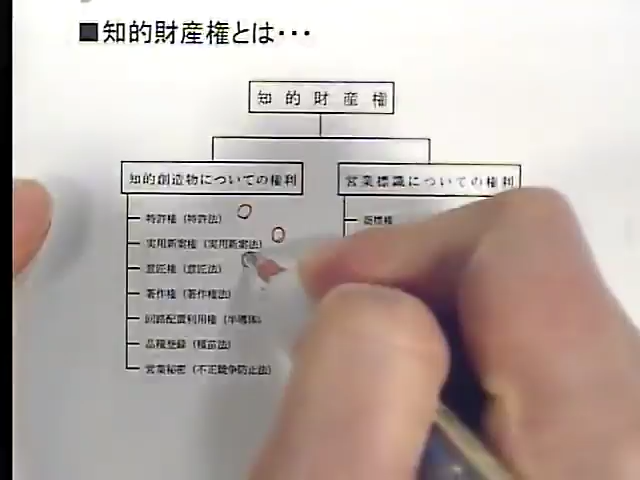 ■知的財産権とは・・・
知的財産権
知的創造物についての権利
営業標識についての権利
特許権（特許法）
商標権
実用新案権（実用新案法）
意匠権（意匠法）
著作権（著作権法）
回路配置利用権（半導体
品種登録（種苗法）
営業秘密（不正競争防止法）